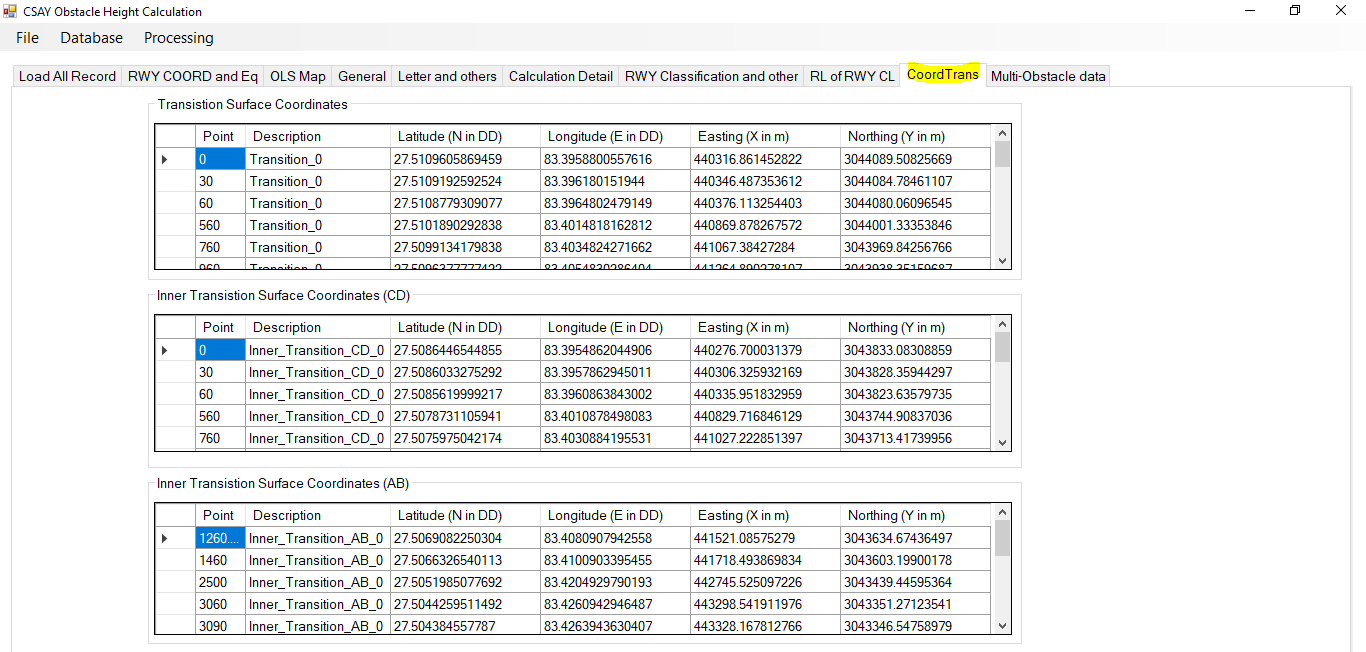 CSAY Obstacle Height Calculation
File Database Processing
Load All Record RWY COORD and Eq OLS Map General Letter and others Calculation Detail RWY Classification and other RL of RWY CL CoordTrans Multi-Obstacle data
Transistion Surface Coordinates
Point Description Latitude (N in DD) Longitude (E in DD) Easting (X in m) Northing (Y in m)
0 Transition_0 27.5109605869459 83.3958800557616 440316.861452822 3044089.50825669
30 Transition_0 27.5109192592524 83.396180151944 440346.487353612 3044084.78461107
60 Transition_0 27.5108779309077 83.3964802479149 440376.113254403 3044080.06096545
560 Transition_0 27.5101890292838 83.4014818162812 440869.878267572 3044001.33353846
760 Transition_0 27.5099134179838 83.4034824271662 441067.38427284 3043969.84256766
960 Transition_0 27.5096377777422 83.4054830286404 441264.890278107 3043938.35159687
Inner Transistion Surface Coordinates (CD)
Point Description Latitude (N in DD) Longitude (E in DD) Easting (X in m) Northing (Y in m)
0 Inner_Transition_CD_0 27.5086446544855 83.3954862044906 440276.700031379 3043833.08308859
30 Inner_Transition_CD_0 27.5086033275292 83.3957862945011 440306.325932169 3043828.35944297
60 Inner_Transition_CD_0 27.5085619999217 83.3960863843002 440335.951832959 3043823.63579735
560 Inner_Transition_CD_0 27.5078731105941 83.4010878498083 440829.716846129 3043744.90837036
760 Inner_Transition_CD_0 27.5075975042174 83.4030884195531 441027.222851397 3043713.41739956
Inner Transistion Surface Coordinates (AB)
Point Description Latitude (N in DD) Longitude (E in DD) Easting (X in m) Northing (Y in m)
1260.... Inner_Transition_AB_0 27.5069082250304 83.4080907942558 441521.08575279 3043634.67436497
1460 Inner_Transition_AB_0 27.5066326540113 83.4100903395455 441718.493869834 3043603.19900178
2500 Inner_Transition_AB_0 27.5051985077692 83.4204929790193 442745.525097226 3043439.44595364
3060 Inner_Transition_AB_0 27.5044259511492 83.4260942946487 443298.541911976 3043351.27123541
3090 Inner_Transition_AB_0 27.504384557787 83.4263943630407 443328.167812766 3043346.54758979